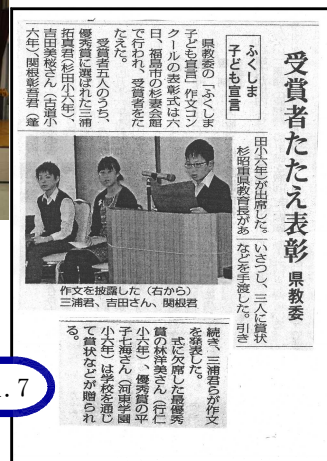 受賞者たたえ表彰 県教委
ふくしま
子ども宣言
県教委の「ふくしま
子ども宣言」作文コン
クールの表彰式は六
日、福島市の杉妻会館
で行われ、受賞者をた
たえた。
受賞者五人のうち、
優秀賞に選ばれた三浦
拓真君（杉田小六年）、
吉田美桜さん（古道小
六年）、関根彰吾君（蓬
田小六年）が出席した。
杉昭重県教育長があ
いさつし、三人に賞状
などを手渡した。引き
作文を披露した（右から）
三浦君、吉田さん、関根君
続き、三浦君らが作文
を発表した。
式に欠席した最優秀
賞の林洋美さん（行仁
小六年）、優秀賞の平
子七海さん（河東学園
小六年）は学校を通じ
て賞状などが贈られ
る。
.7